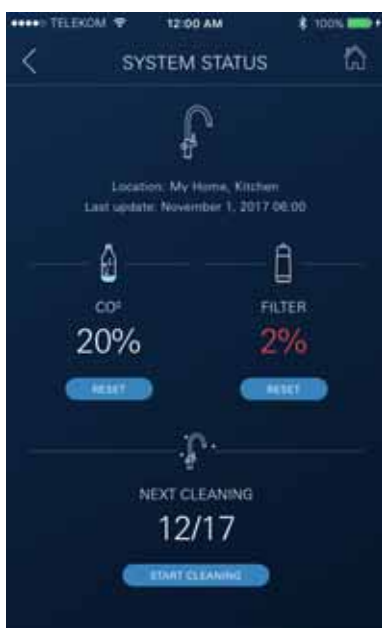 TELEKOM 12:00 AM 100%
SYSTEM STATUS
Location: My Home, Kitchen
Last update: November 1, 2017 06:00
CO² FILTER
20% 2%
RESET RESET
NEXT CLEANING
12/17
START CLEANING